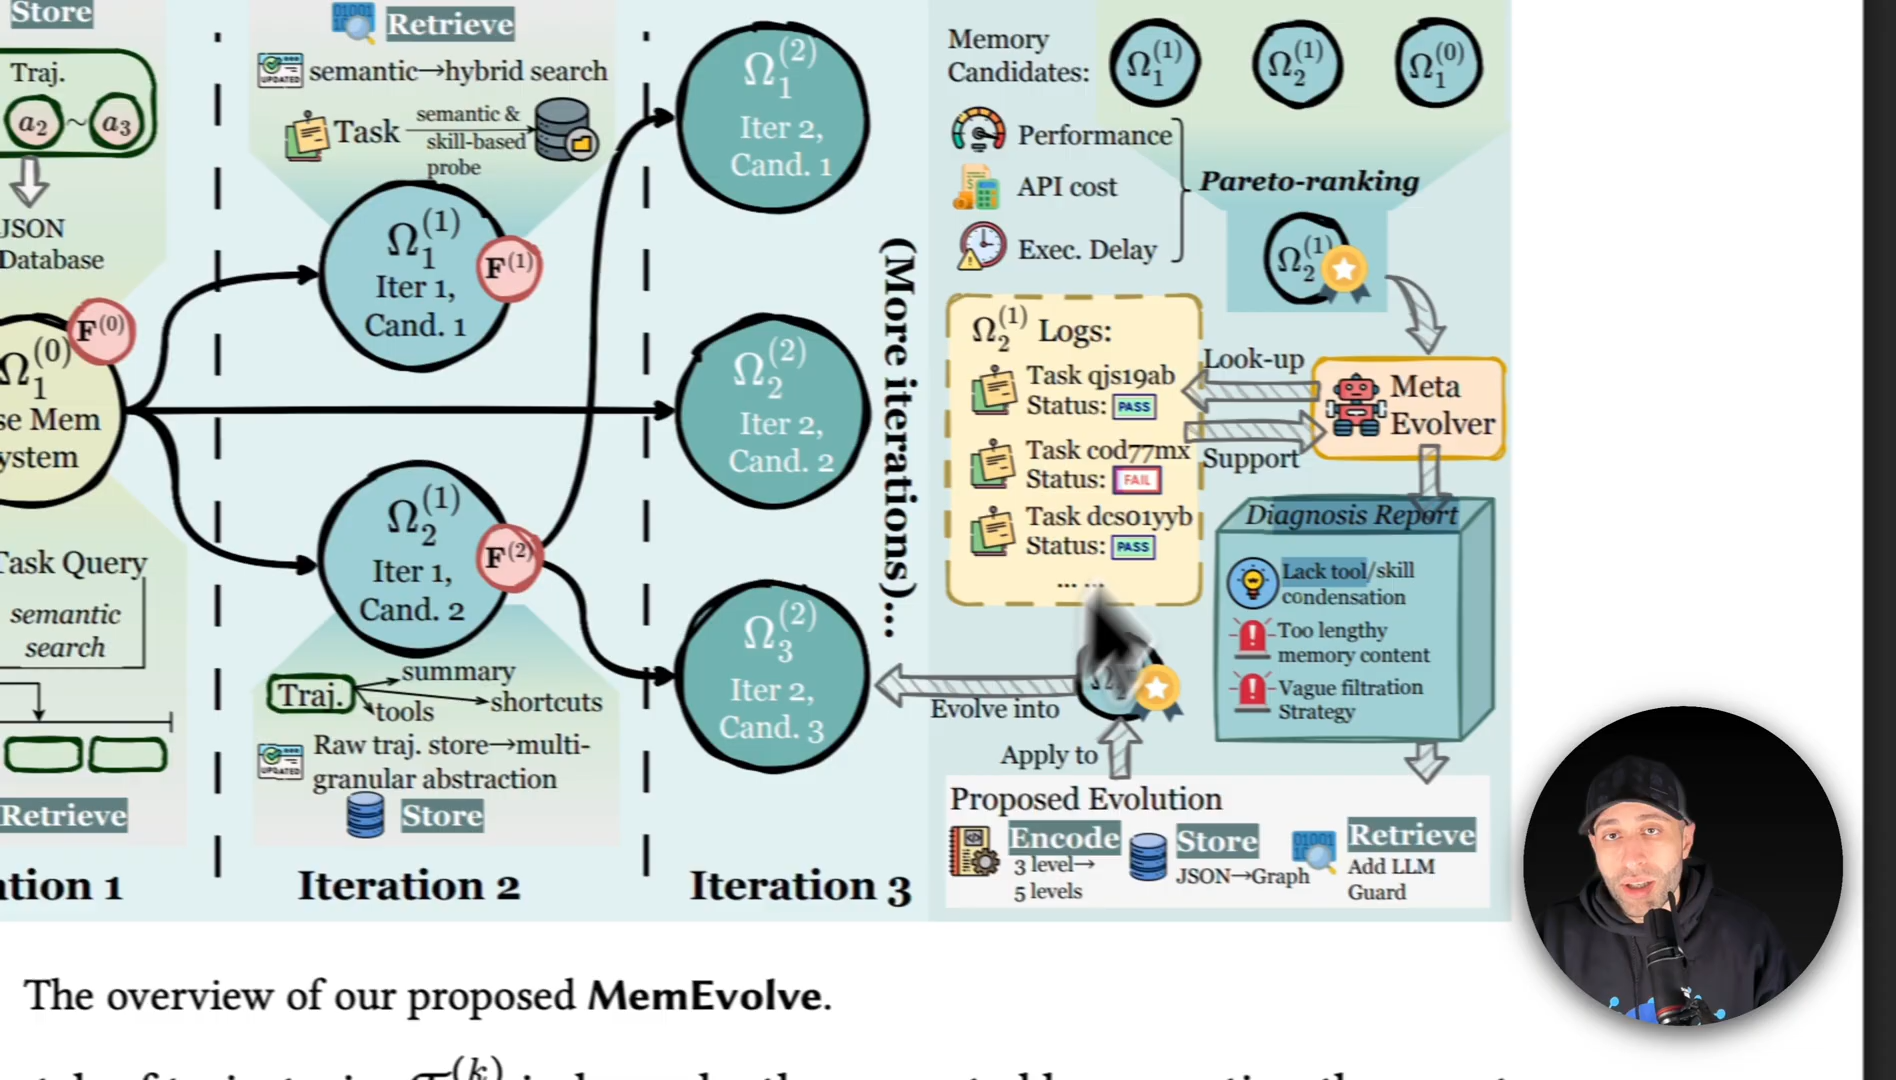 Store
Traj.
a2 ~ a3
JSON
Database
F(0)
Ω1(0)
se Mem
ystem
Task Query
semantic
search
Retrieve
tion 1
Retrieve
UPDATED
semantic→hybrid search
Task
semantic &
skill-based
probe
Ω1(1)
Iter 1,
Cand. 1
F(1)
Ω2(1)
Iter 1,
Cand. 2
F(2)
Traj.
summary
shortcuts
tools
UPDATED
Raw traj. store→multi-
granular abstraction
Store
Iteration 2
Ω1(2)
Iter 2,
Cand. 1
Ω2(2)
Iter 2,
Cand. 2
Ω3(2)
Iter 2,
Cand. 3
Iteration 3
(More iterations)...
Memory
Candidates:
Ω1(1)
Ω2(1)
Ω1(0)
Performance
API cost
Exec. Delay
Pareto-ranking
Ω2(1)
Ω2(1) Logs:
Task qjs19ab
Status: PASS
Task cod77mx
Status: FAIL
Task dcs01yyb
Status: PASS
... ...
Look-up
Support
Meta
Evolver
Diagnosis Report
Lack tool/skill
condensation
Too lengthy
memory content
Vague filtration
Strategy
Evolve into
Apply to
Proposed Evolution
Encode
3 level→
5 levels
Store
JSON→Graph
Retrieve
Add LLM
Guard
The overview of our proposed MemEvolve.